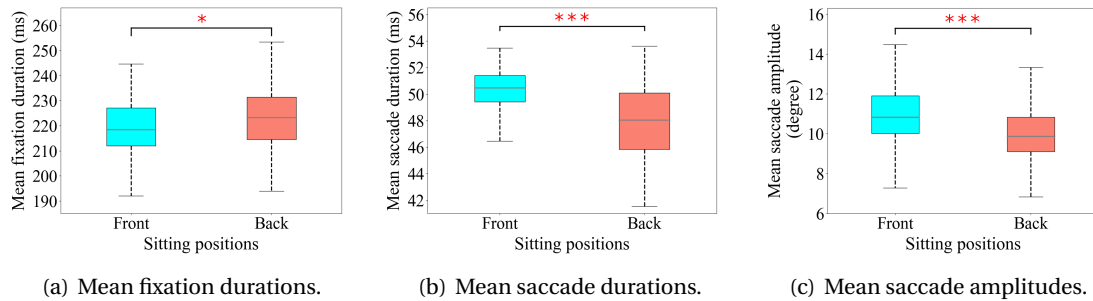 Mean fixation duration (ms)
260
250
240
230
220
210
200
190
*
Front
Back
Sitting positions
(a) Mean fixation durations.
Mean saccade duration (ms)
56
54
52
50
48
46
44
42
***
Front
Back
Sitting positions
(b) Mean saccade durations.
Mean saccade amplitude
(degree)
16
14
12
10
8
6
***
Front
Back
Sitting positions
(c) Mean saccade amplitudes.